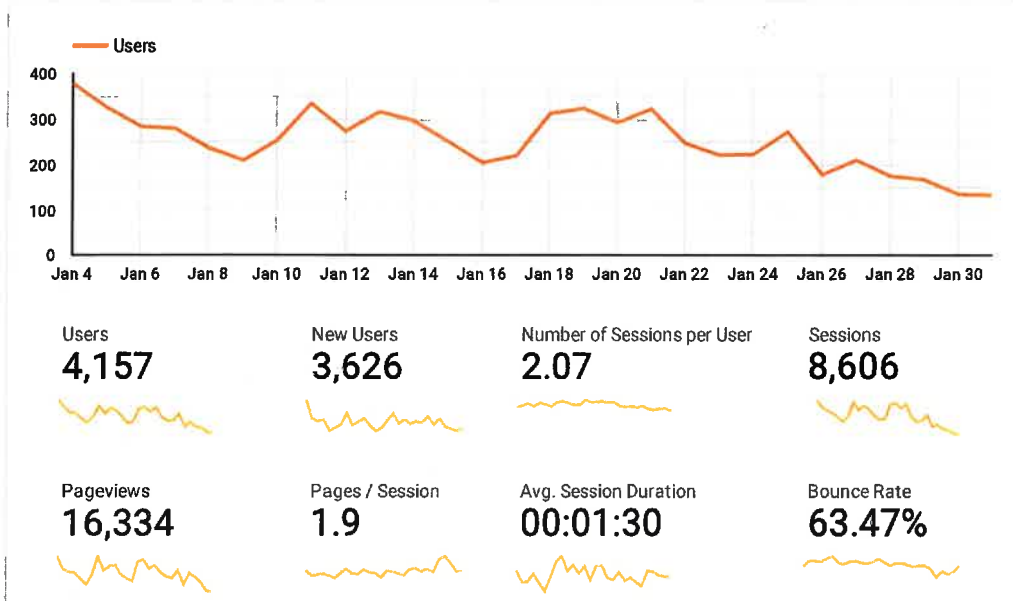 Users
400
300
200
100
0
Jan 4 Jan 6 Jan 8 Jan 10 Jan 12 Jan 14 Jan 16 Jan 18 Jan 20 Jan 22 Jan 24 Jan 26 Jan 28 Jan 30
Users New Users Number of Sessions per User Sessions
4,157 3,626 2.07 8,606
Pageviews Pages / Session Avg. Session Duration Bounce Rate
16,334 1.9 00:01:30 63.47%